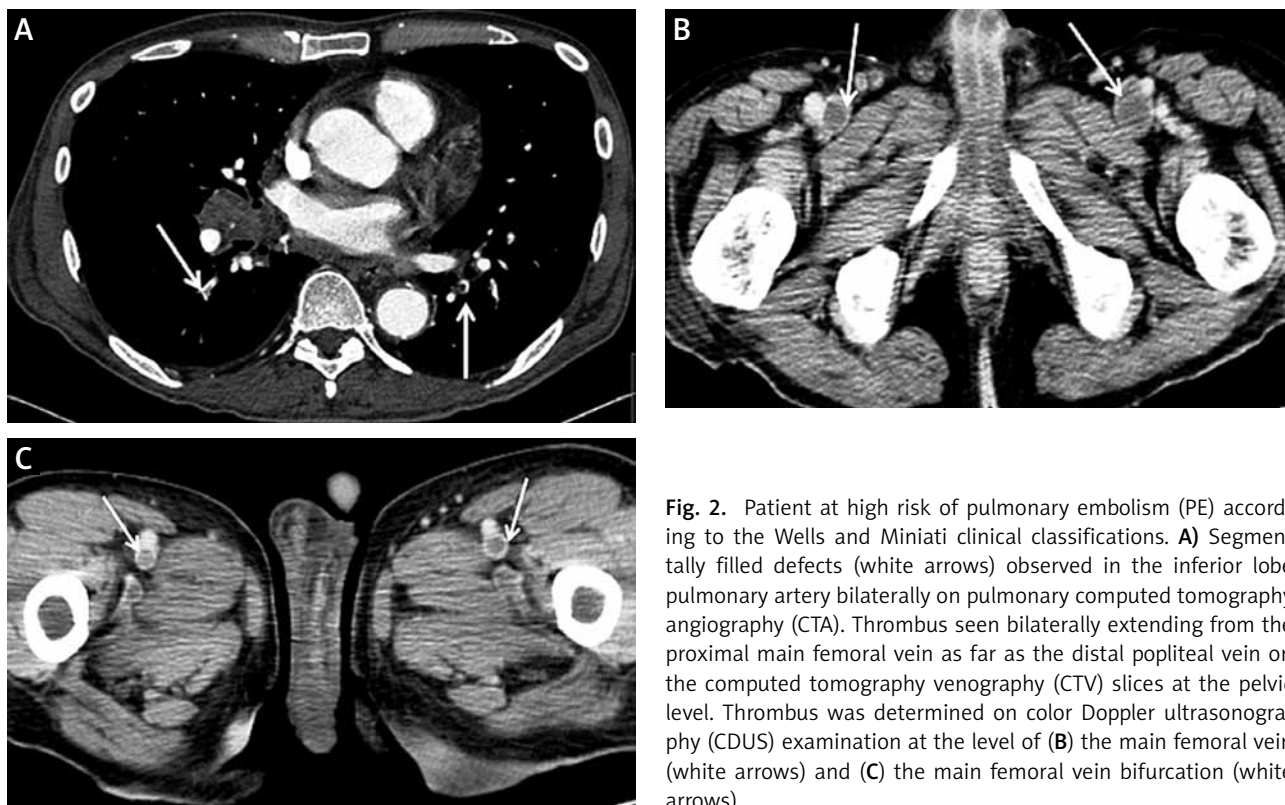 A
B
C
Fig. 2. Patient at high risk of pulmonary embolism (PE) accord
ing to the Wells and Miniati clinical classifications. A) Segmen
tally filled defects (white arrows) observed in the inferior lobe
pulmonary artery bilaterally on pulmonary computed tomography
angiography (CTA). Thrombus seen bilaterally extending from the
proximal main femoral vein as far as the distal popliteal vein on
the computed tomography venography (CTV) slices at the pelvic
level. Thrombus was determined on color Doppler ultrasonogra
phy (CDUS) examination at the level of (B) the main femoral vein
(white arrows) and (C) the main femoral vein bifurcation (white
arrows)